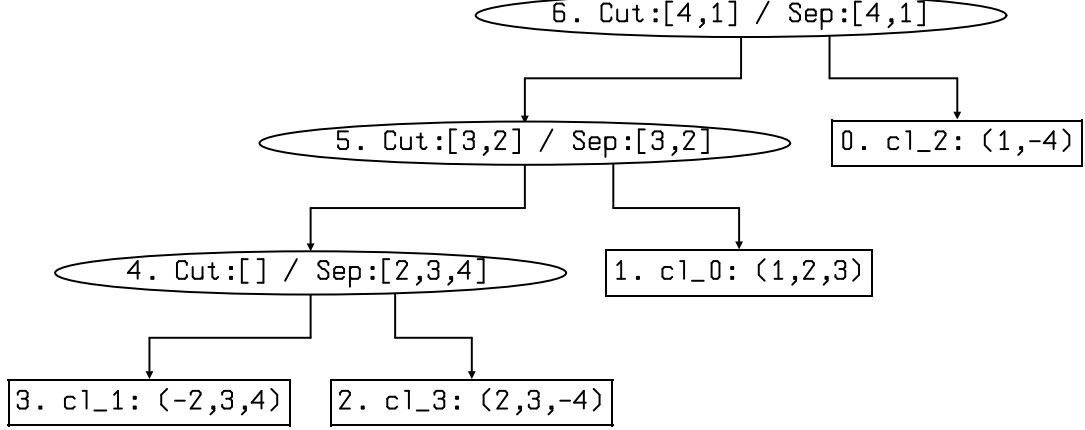 6. Cut:[4,1] / Sep:[4,1]
5. Cut:[3,2] / Sep:[3,2]
0. cl_2: (1,-4)
4. Cut:[] / Sep:[2,3,4]
1. cl_0: (1,2,3)
3. cl_1: (-2,3,4)
2. cl_3: (2,3,-4)